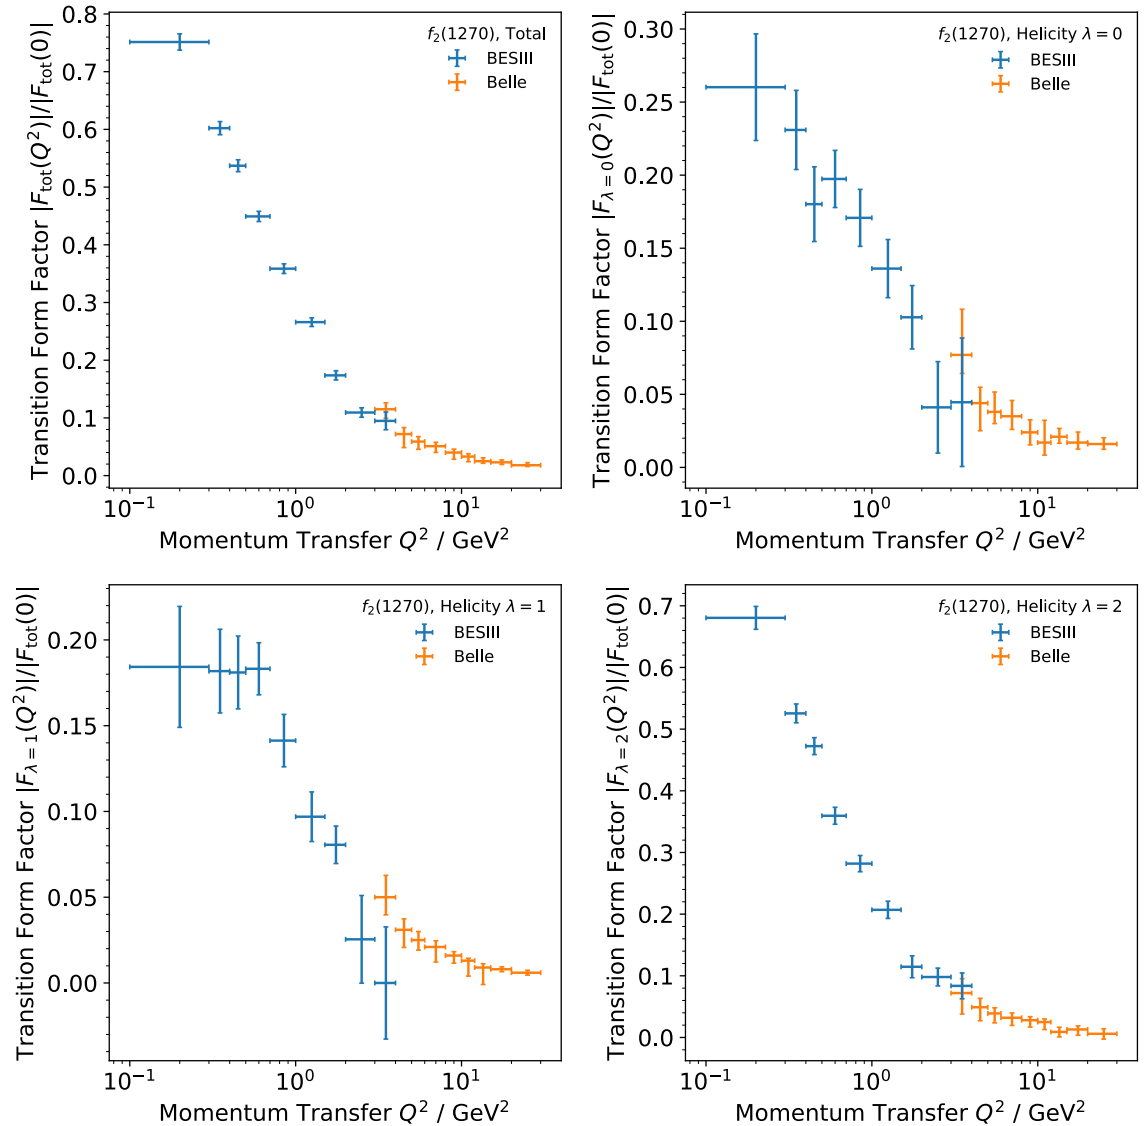 Transition Form Factor |F_tot(Q²)|/|F_tot(0)|
0.8
0.7
0.6
0.5
0.4
0.3
0.2
0.1
0.0
f₂(1270), Total
BESIII
Belle
10⁻¹
10⁰
10¹
Momentum Transfer Q² / GeV²
Transition Form Factor |F_λ=0(Q²)|/|F_tot(0)|
0.30
0.25
0.20
0.15
0.10
0.05
0.00
f₂(1270), Helicity λ = 0
BESIII
Belle
10⁻¹
10⁰
10¹
Momentum Transfer Q² / GeV²
Transition Form Factor |F_λ=1(Q²)|/|F_tot(0)|
0.20
0.15
0.10
0.05
0.00
f₂(1270), Helicity λ = 1
BESIII
Belle
10⁻¹
10⁰
10¹
Momentum Transfer Q² / GeV²
Transition Form Factor |F_λ=2(Q²)|/|F_tot(0)|
0.7
0.6
0.5
0.4
0.3
0.2
0.1
0.0
f₂(1270), Helicity λ = 2
BESIII
Belle
10⁻¹
10⁰
10¹
Momentum Transfer Q² / GeV²